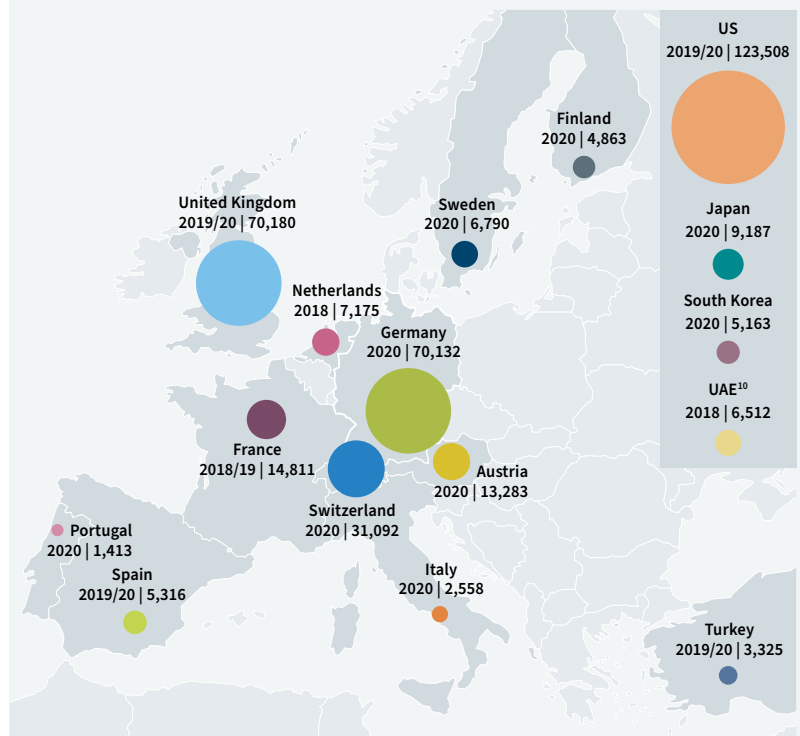 US
2019/20 | 123,508
Finland
2020 | 4,863
United Kingdom
2019/20 | 70,180
Sweden
2020 | 6,790
Japan
2020 | 9,187
Netherlands
2018 | 7,175
South Korea
2020 | 5,163
Germany
2020 | 70,132
UAE¹⁰
2018 | 6,512
France
2018/19 | 14,811
Austria
2020 | 13,283
Switzerland
2020 | 31,092
Portugal
2020 | 1,413
Spain
2019/20 | 5,316
Italy
2020 | 2,558
Turkey
2019/20 | 3,325